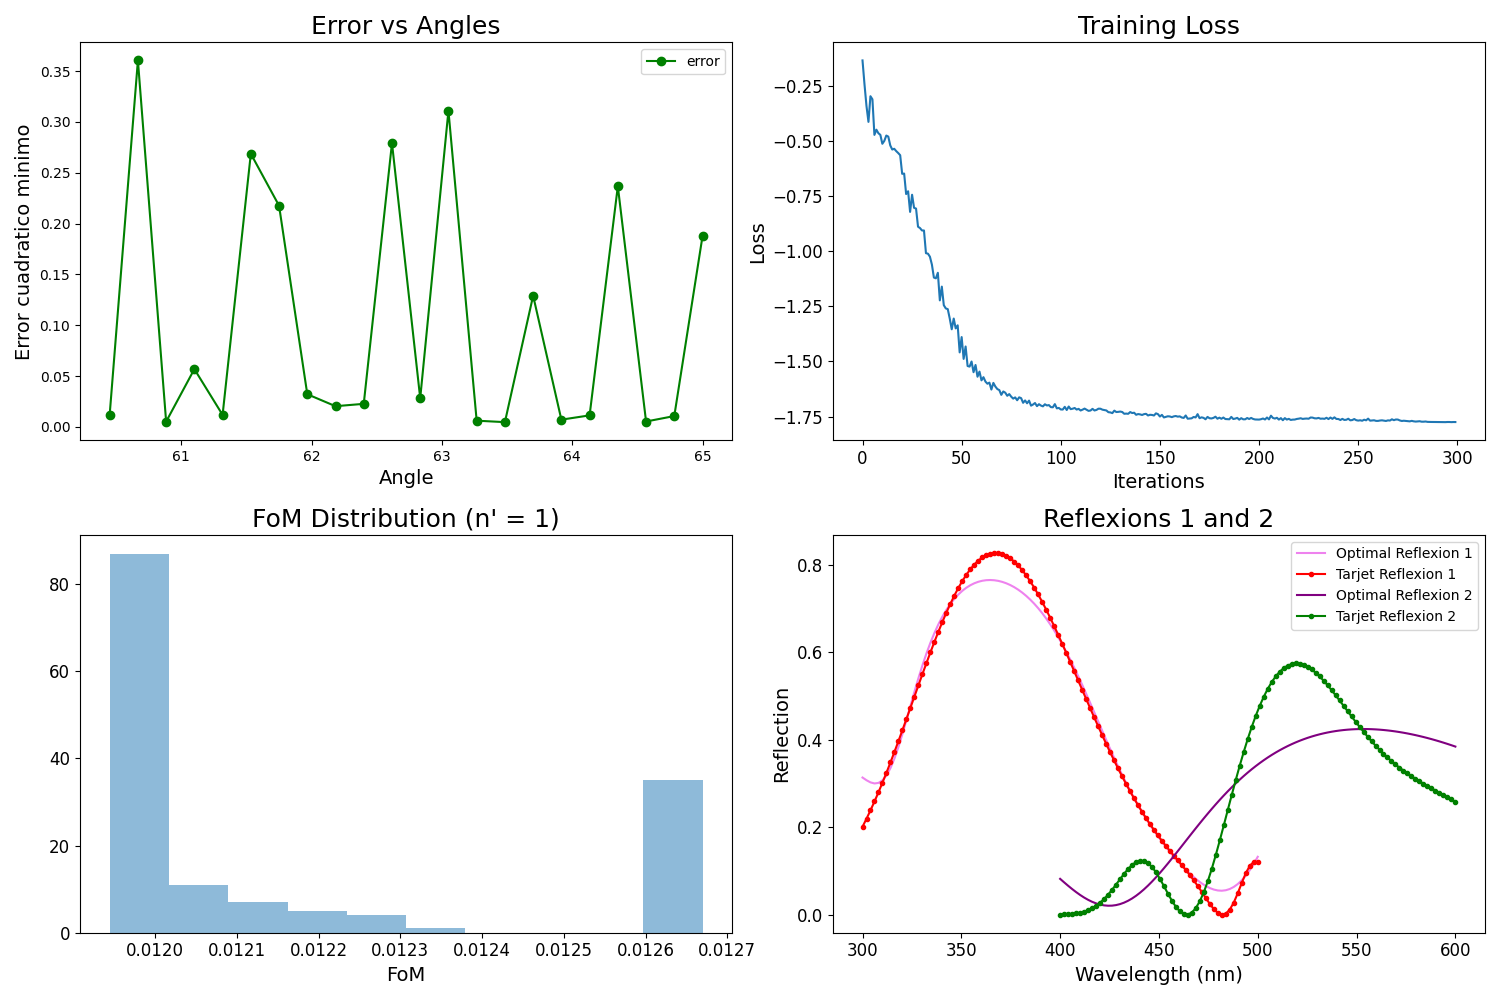 Error vs Angles
error
Error cuadratico minimo
0.35
0.30
0.25
0.20
0.15
0.10
0.05
0.00
61 62 63 64 65
Angle
Training Loss
Loss
−0.25
−0.50
−0.75
−1.00
−1.25
−1.50
−1.75
0 50 100 150 200 250 300
Iterations
FoM Distribution (n' = 1)
80
60
40
20
0
0.0120 0.0121 0.0122 0.0123 0.0124 0.0125 0.0126 0.0127
FoM
Reflexions 1 and 2
Optimal Reflexion 1
Tarjet Reflexion 1
Optimal Reflexion 2
Tarjet Reflexion 2
Reflection
0.8
0.6
0.4
0.2
0.0
300 350 400 450 500 550 600
Wavelength (nm)